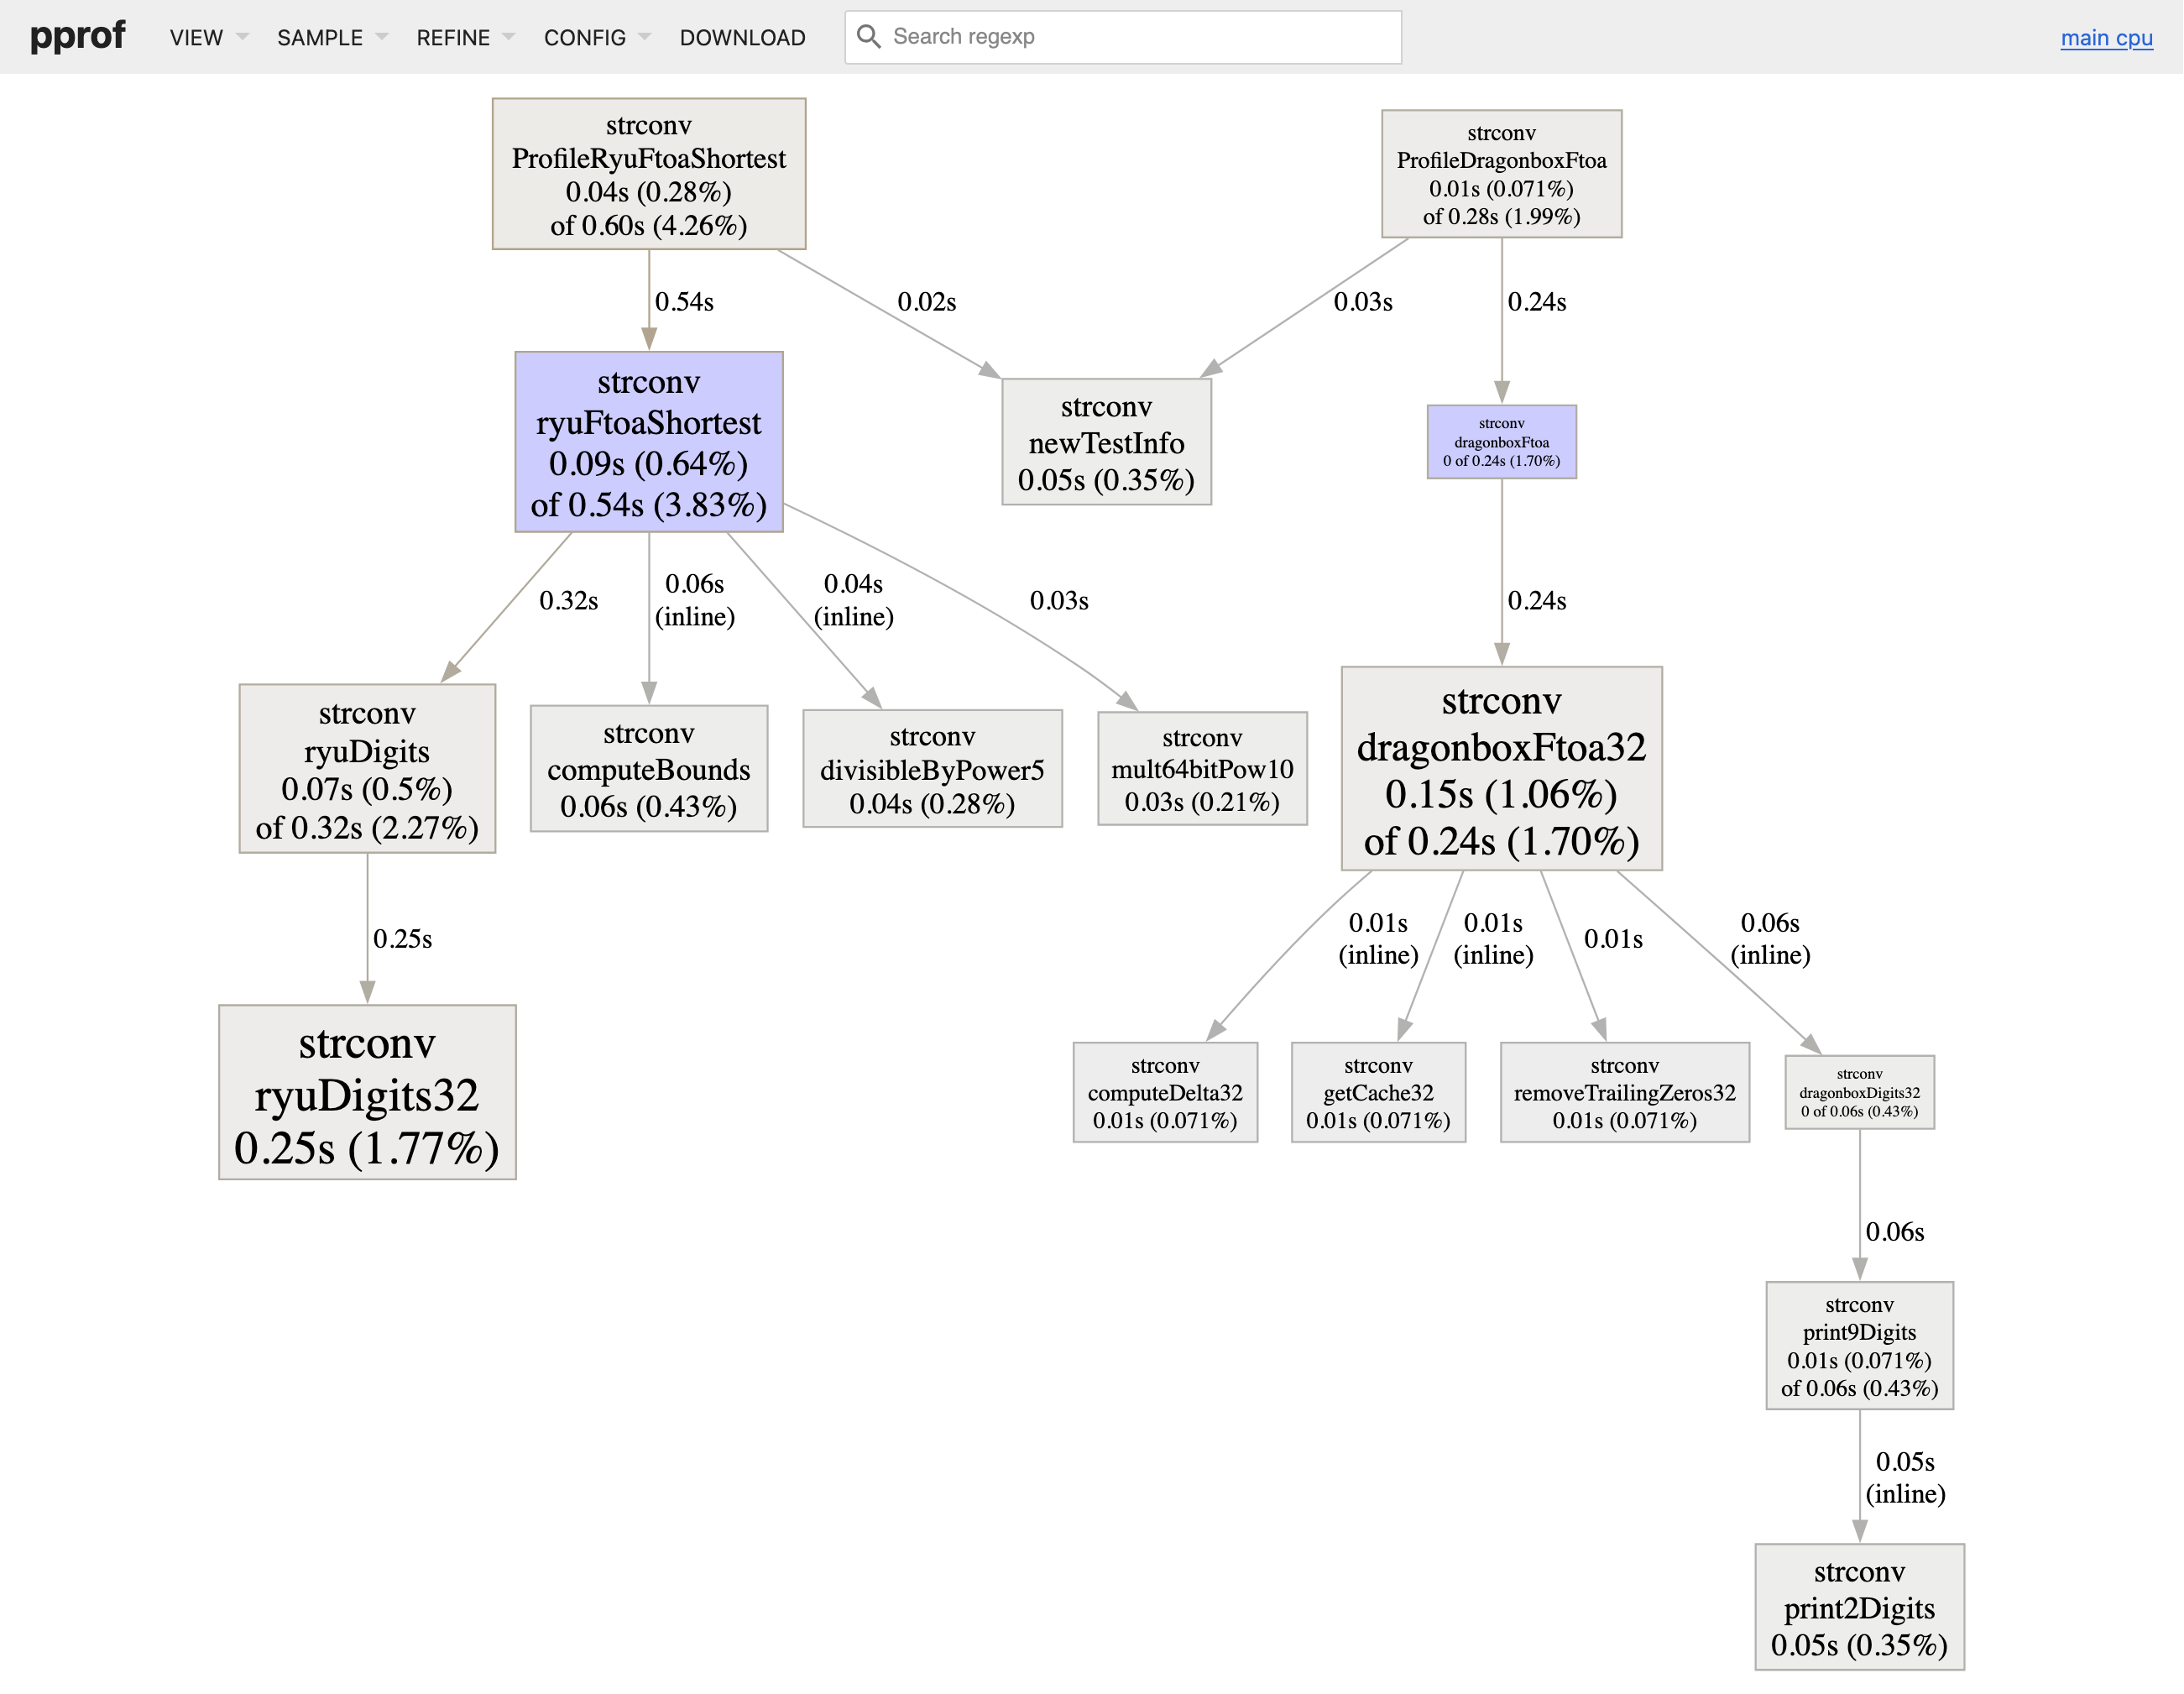 pprof VIEW SAMPLE REFINE CONFIG DOWNLOAD Search regexp main cpu
strconv
ProfileRyuFtoaShortest
0.04s (0.28%)
of 0.60s (4.26%)
strconv
ProfileDragonboxFtoa
0.01s (0.071%)
of 0.28s (1.99%)
0.54s
0.02s
0.03s
0.24s
strconv
ryuFtoaShortest
0.09s (0.64%)
of 0.54s (3.83%)
strconv
newTestInfo
0.05s (0.35%)
strconv
dragonboxFtoa
0 of 0.24s (1.70%)
0.32s
0.06s
(inline)
0.04s
(inline)
0.03s
0.24s
strconv
ryuDigits
0.07s (0.5%)
of 0.32s (2.27%)
strconv
computeBounds
0.06s (0.43%)
strconv
divisibleByPower5
0.04s (0.28%)
strconv
mult64bitPow10
0.03s (0.21%)
strconv
dragonboxFtoa32
0.15s (1.06%)
of 0.24s (1.70%)
0.25s
0.01s
(inline)
0.01s
(inline)
0.01s
0.06s
(inline)
strconv
ryuDigits32
0.25s (1.77%)
strconv
computeDelta32
0.01s (0.071%)
strconv
getCache32
0.01s (0.071%)
strconv
removeTrailingZeros32
0.01s (0.071%)
strconv
dragonboxDigits32
0 of 0.06s (0.43%)
0.06s
strconv
print9Digits
0.01s (0.071%)
of 0.06s (0.43%)
0.05s
(inline)
strconv
print2Digits
0.05s (0.35%)